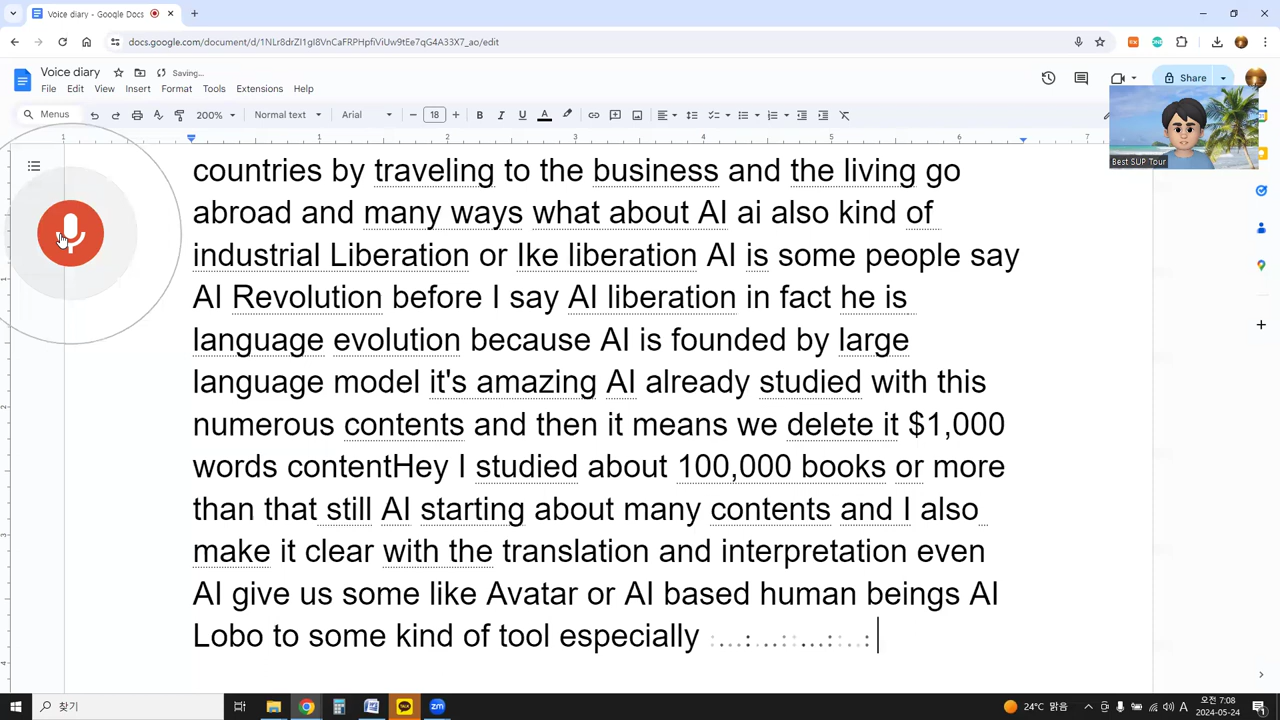 Voice diary - Google Docs
docs.google.com/document/d/1NLr8drZI1gI8VnCaFRPHpfiViUw9tEe7qG4A33X7_ao/edit
Voice diary
Saving...
File Edit View Insert Format Tools Extensions Help
Share
Menus
200%
Normal text
Arial
18
B I U A
1 1 2 3 4 5 6 7
countries by traveling to the business and the living go
abroad and many ways what about AI ai also kind of
industrial Liberation or Ike liberation AI is some people say
AI Revolution before I say AI liberation in fact he is
language evolution because AI is founded by large
language model it's amazing AI already studied with this
numerous contents and then it means we delete it $1,000
words contentHey I studied about 100,000 books or more
than that still AI starting about many contents and I also
make it clear with the translation and interpretation even
AI give us some like Avatar or AI based human beings AI
Lobo to some kind of tool especially
Best SUP Tour
찾기
24°C 맑음
A
오전 7:08
2024-05-24